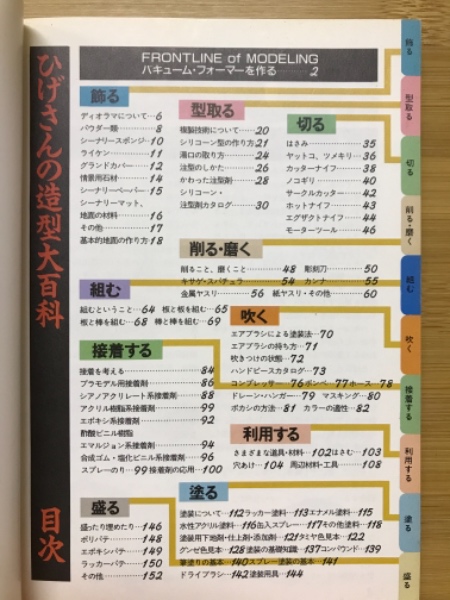 ひげさんの造型大百科
目次
FRONTLINE of MODELING
バキューム・フォーマーを作る 2
飾る
ディオラマについて…6
パウダー類…8
シーナリースポンジ…10
ライケン…11
グランドカバー…12
情景用石材…14
シーナリーペーパー…15
シーナリーマット、
地面の材料…16
その他…17
基本的地面の作り方…18
型取る
複製技術について…20
シリコーン型の作り方…21
湯口の取り方…24
注型のしかた…26
かわった注型剤…28
シリコーン・
注型剤カタログ…30
切る
はさみ…35
ヤットコ、ツメキリ…36
カッターナイフ…38
ノコギリ…40
サークルカッター…42
ホットナイフ…43
エグザクトナイフ…44
モーターツール…46
削る・磨く
削ること、磨くこと…48 彫刻刀…50
キサゲ・スパチュラ…54 カンナ…55
金属ヤスリ…56 紙ヤスリ・その他…60
組む
組むということ…64 板と板を組む…65
板と棒を組む…68 棒と棒を組む…69
吹く
エアブラシによる塗装法…70
エアブラシの持ち方…71
吹きつけの状態…72
ハンドピースカタログ…73
コンプレッサー…76 ボンベ…77 ホース…78
ドレーン・ハンガー…79 マスキング…80
ボカシの方法…81 カラーの適性…82
接着する
接着を考える…84
プラモデル用接着剤…86
シアノアクリレート系接着剤…88
アクリル樹脂系接着剤…99
エポキシ系接着剤…92
酢酸ビニル樹脂
エマルジョン系接着剤…94
合成ゴム・塩化ビニル系接着剤…96
スプレーのり…99 接着剤の応用…100
利用する
さまざまな道具・材料…102 はさむ…103
穴あけ…104 周辺材料・工具…108
盛る
盛ったり埋めたり…146
ポリパテ…148
エポキシパテ…149
ラッカーパテ…150
その他…152
塗る
塗装について…112 ラッカー塗料…113 エナメル塗料…115
水性アクリル塗料…116 缶入スプレー…117 その他塗料…118
塗装用下地剤・仕上剤・添加剤…121 タミヤ色見本…122
グンゼ色見本…128 塗装の基礎知識…137 コンパウンド…139
筆塗りの基本…140 スプレー塗装の基本…141
ドライブラシ…142 塗装用具…144
飾る
型取る
切る
削る・磨く
組む
吹く
接着する
利用する
塗る
盛る